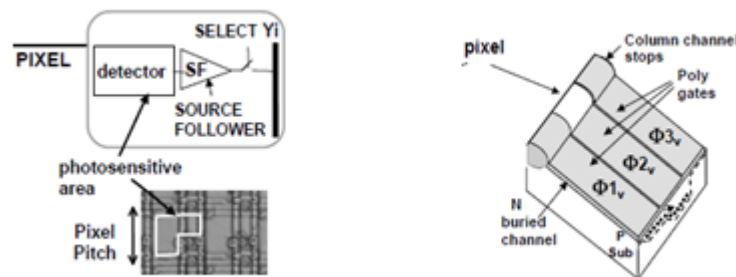 SELECT Yi
PIXEL
detector
SF
SOURCE
FOLLOWER
photosensitive
area
Pixel
Pitch
pixel
Column channel
stops
Poly
gates
Φ3v
Φ2v
Φ1v
N
buried
channel
P
Sub